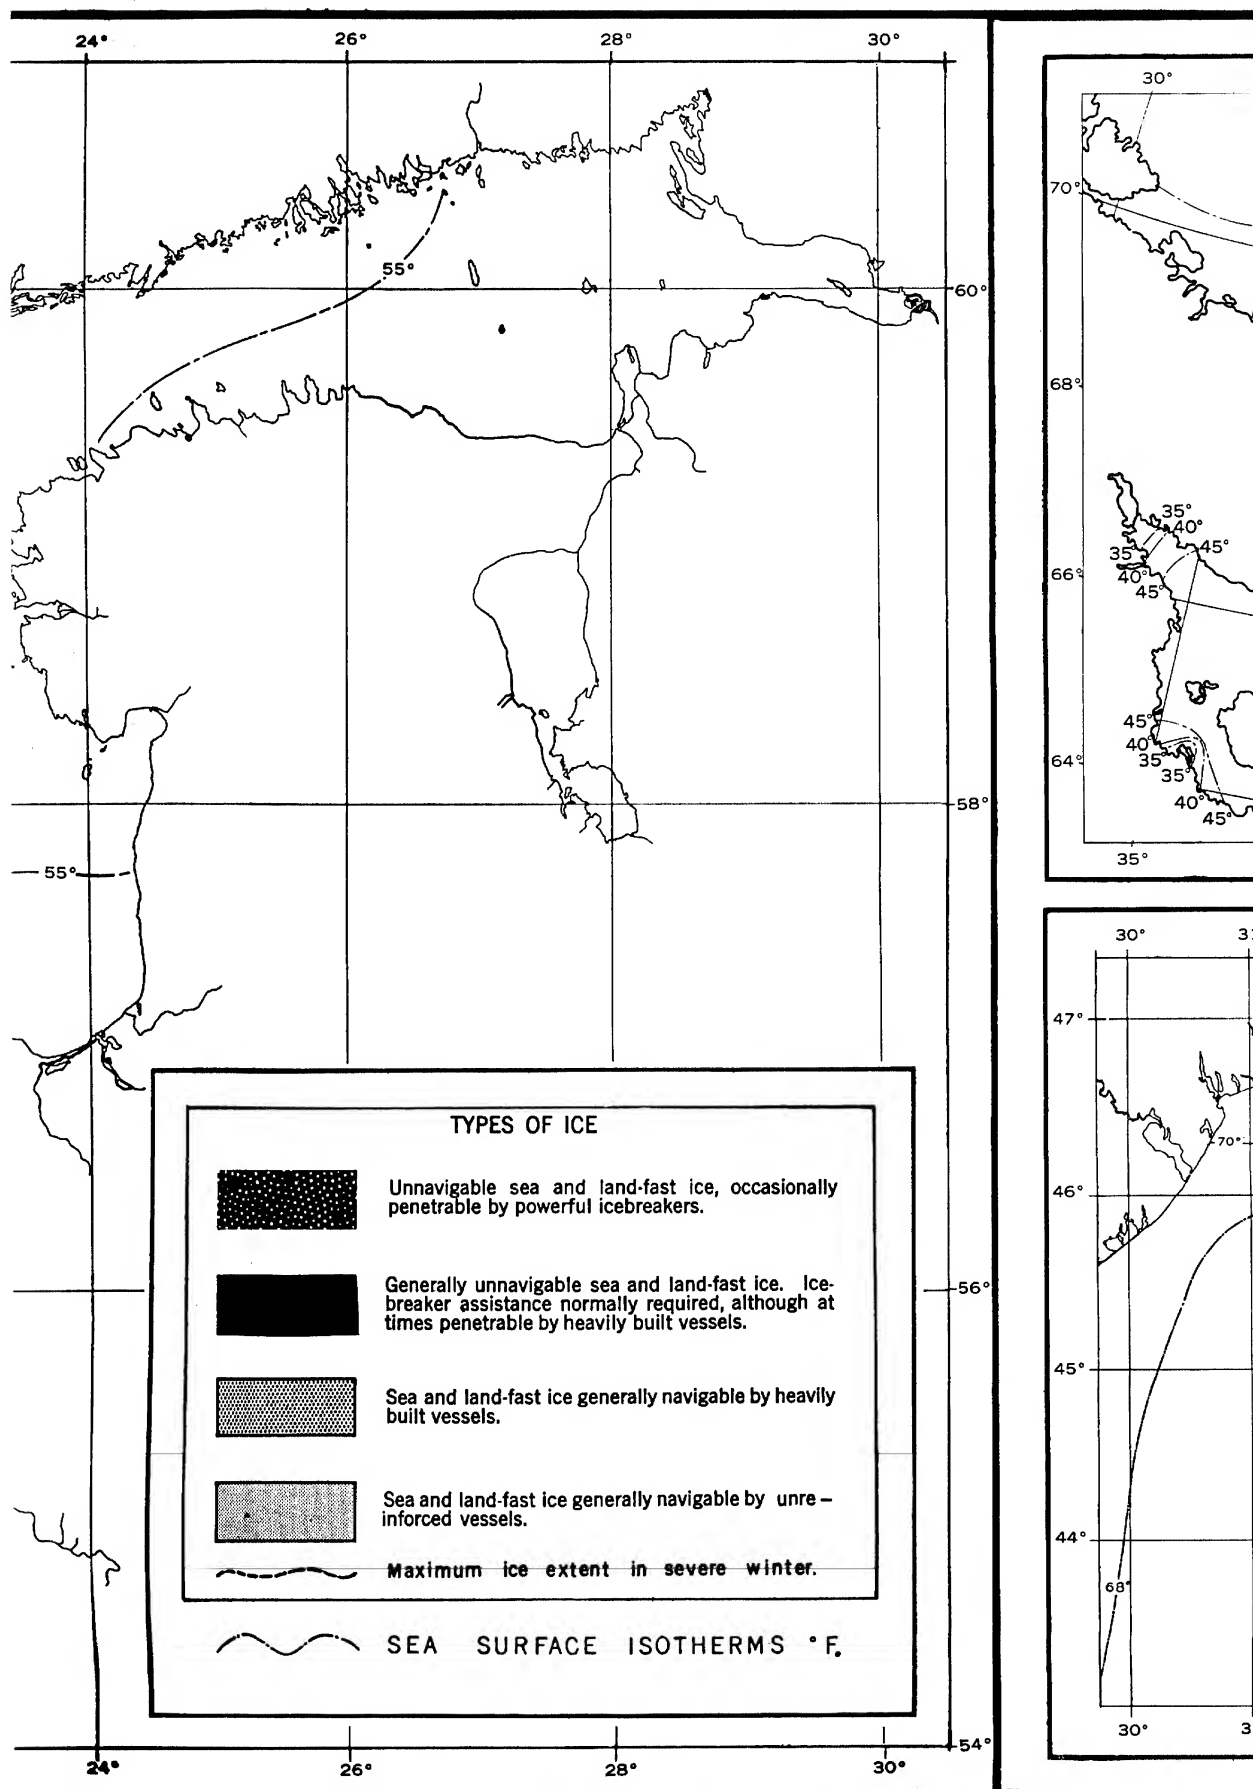 24° 26° 28° 30°
55°
60°
58°
55°
56°
54°
TYPES OF ICE
Unnavigable sea and land-fast ice, occasionally
penetrable by powerful icebreakers.
Generally unnavigable sea and land-fast ice. Ice-
breaker assistance normally required, although at
times penetrable by heavily built vessels.
Sea and land-fast ice generally navigable by heavily
built vessels.
Sea and land-fast ice generally navigable by unre-
inforced vessels.
Maximum ice extent in severe winter.
SEA SURFACE ISOTHERMS °F.
24° 26° 28° 30°
30°
70°
68°
35°
40°
45°
35°
40°
45°
66°
45°
40°
35°
35°
40°
45°
64°
35°
30°
47°
70°
46°
45°
44°
68°
30°